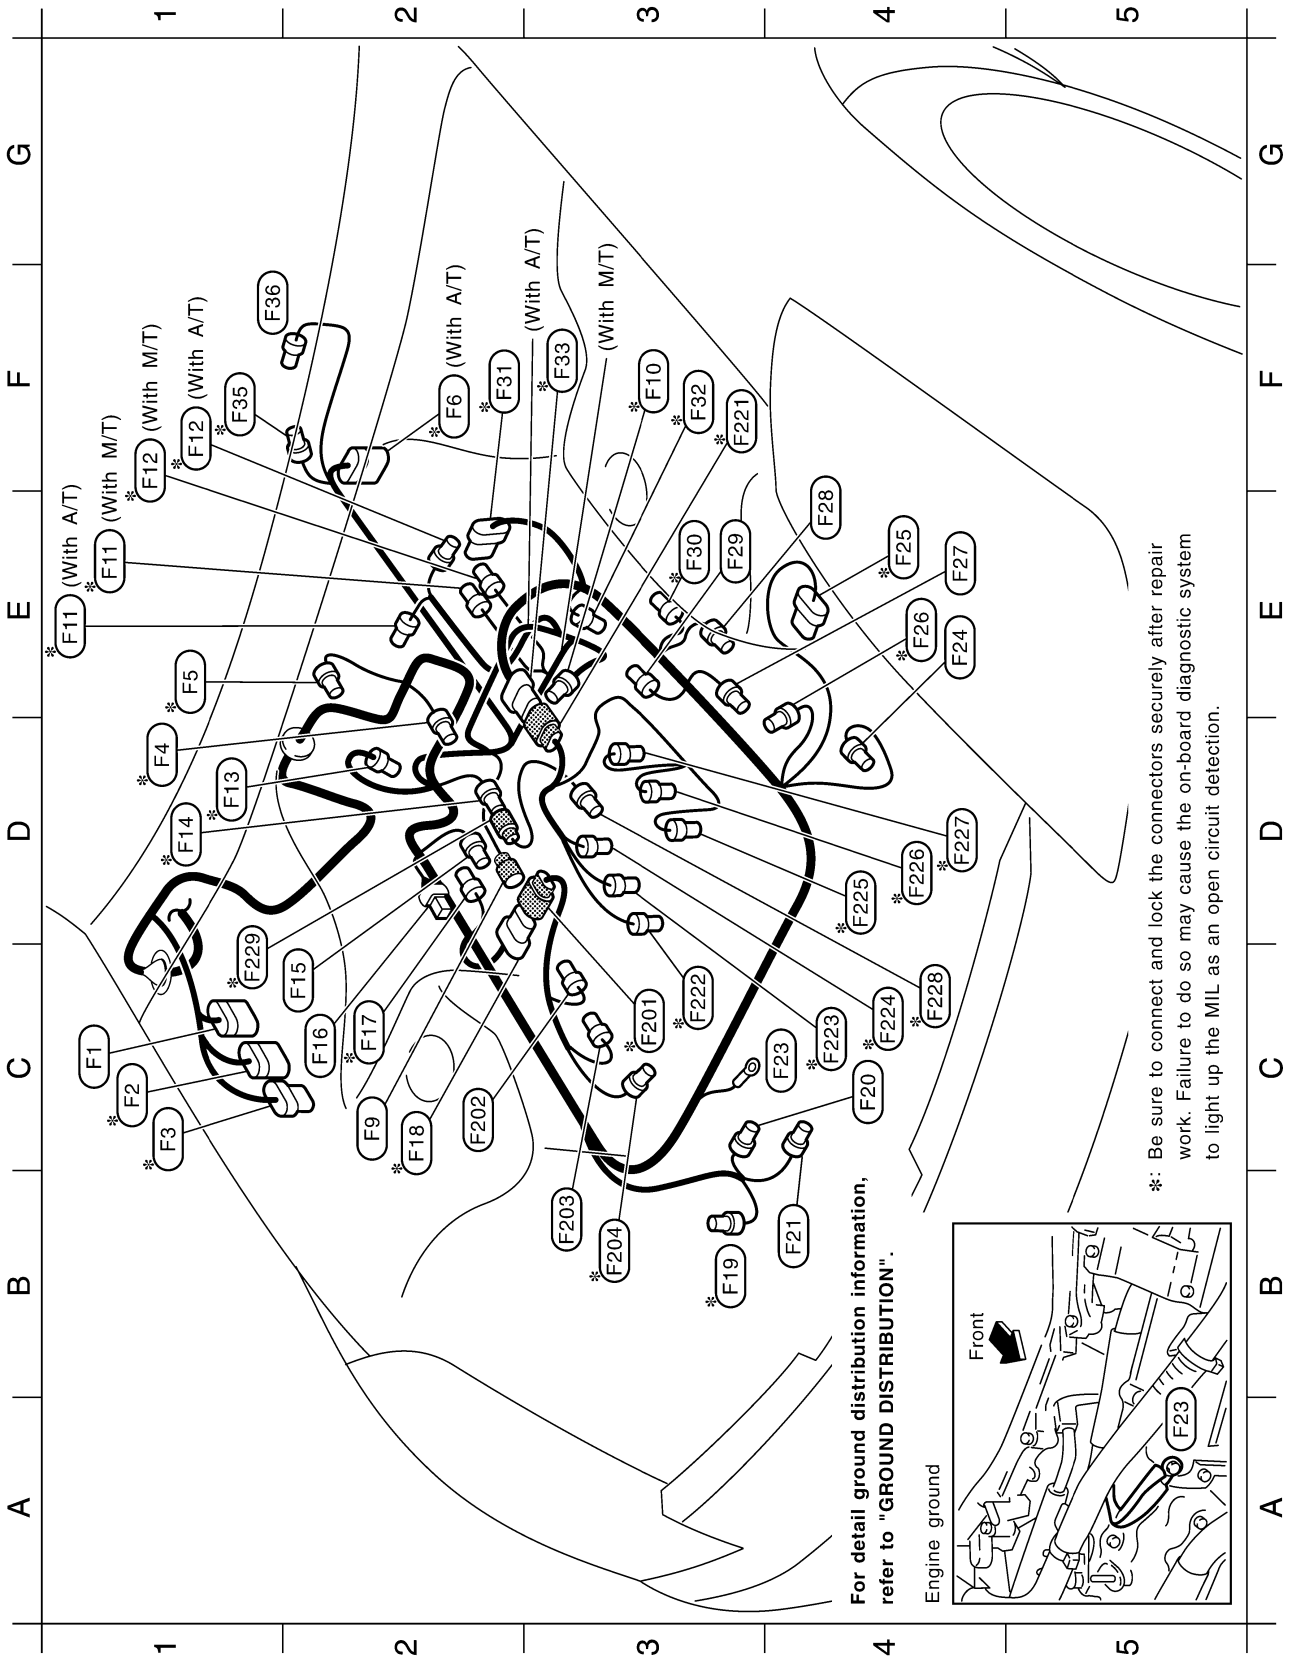 A B C D E F G
1
*F11 (With A/T)
F1
*F11 (With M/T)
*F2
*F12 (With M/T)
*F4
*F3
*F14
*F5
*F12 (With A/T)
*F13
*F35
*F229
F36
F15
F16
2
*F17
F9
*F18
*F6 (With A/T)
F202
*F31
(With A/T)
*F33
F203
(With M/T)
*F204
3
*F201
*F10
*F222
*F30
*F32
*F19
F29
*F221
F23
F21
F28
*F223
*F225
F20
4
*F224
*F25
*F226
*F26
*F228
F24
F27
*F227
For detail ground distribution information,
refer to "GROUND DISTRIBUTION".
Engine ground
Front
F23
5
*: Be sure to connect and lock the connectors securely after repair
work. Failure to do so may cause the on-board diagnostic system
to light up the MIL as an open circuit detection.
1
2
3
4
5
A B C D E F G